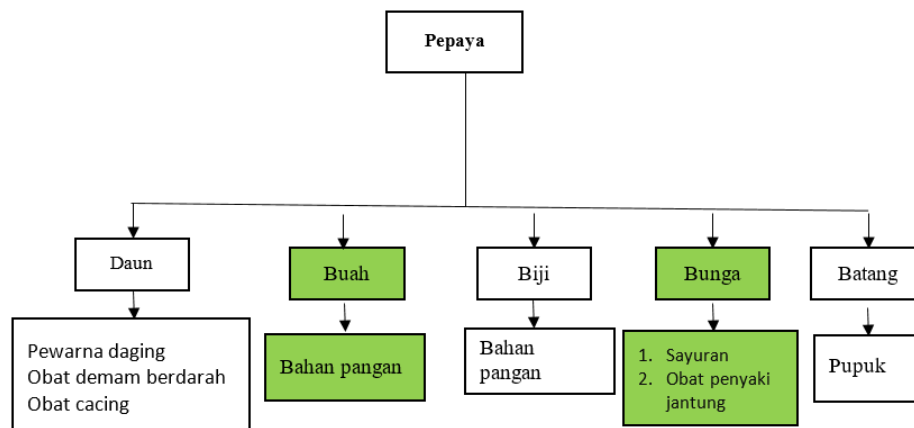 Pepaya
Daun
Buah
Biji
Bunga
Batang
Pewarna daging
Obat demam berdarah
Obat cacing
Bahan pangan
Bahan
pangan
1. Sayuran
2. Obat penyaki
jantung
Pupuk